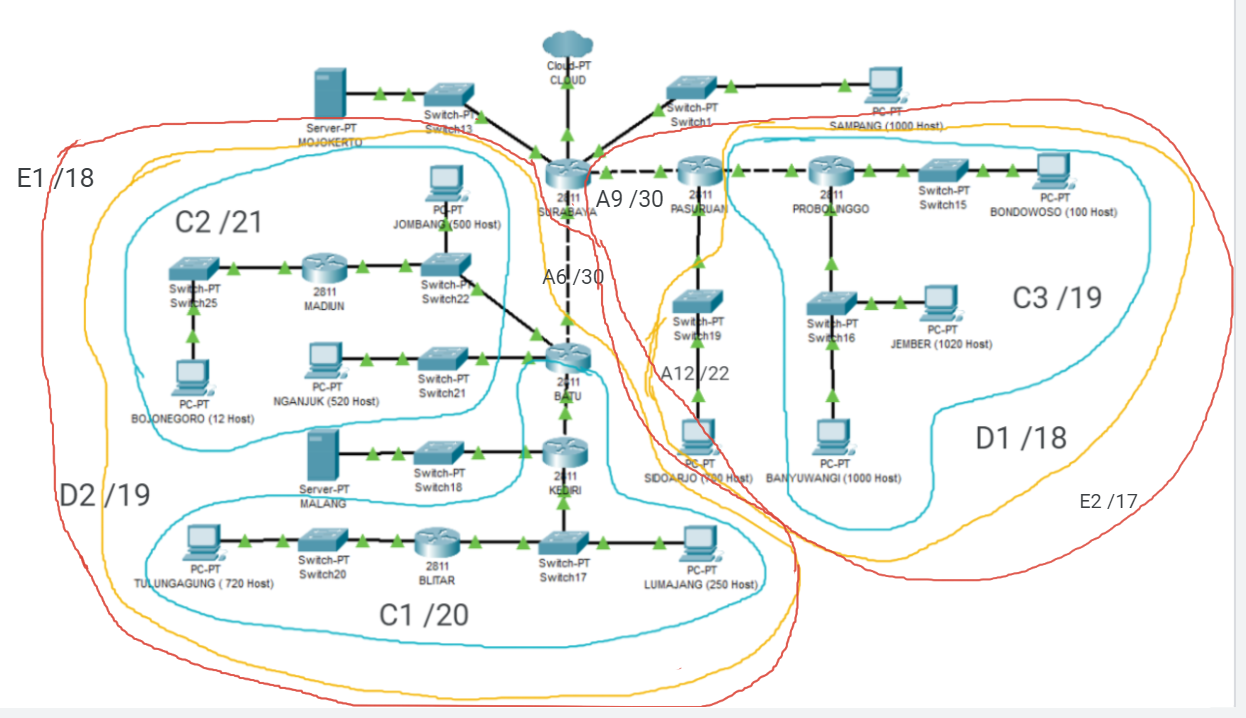 Cloud-PT
CLOUD
Server-PT
MOJOKERTO
Switch-PT
Switch13
Switch-PT
Switch1
PC-PT
SAMPANG (1000 Host)
E1 /18
2811
SURABAYA
A9 /30
2811
PASURUAN
2811
PROBOLINGGO
Switch-PT
Switch15
PC-PT
BONDOWOSO (100 Host)
C2 /21
PC-PT
JOMBANG (500 Host)
Switch-PT
Switch25
2811
MADIUN
Switch-PT
Switch22
A6 /30
Switch-PT
Switch19
Switch-PT
Switch16
PC-PT
JEMBER (1020 Host)
C3 /19
PC-PT
BOJONEGORO (12 Host)
PC-PT
NGANJUK (520 Host)
Switch-PT
Switch21
2811
BATU
A12 /22
D1 /18
Server-PT
MALANG
Switch-PT
Switch18
2811
KEDIRI
PC-PT
SIDOARJO (700 Host)
PC-PT
BANYUWANGI (1000 Host)
D2 /19
E2 /17
PC-PT
TULUNGAGUNG ( 720 Host)
Switch-PT
Switch20
2811
BLITAR
Switch-PT
Switch17
PC-PT
LUMAJANG (250 Host)
C1 /20